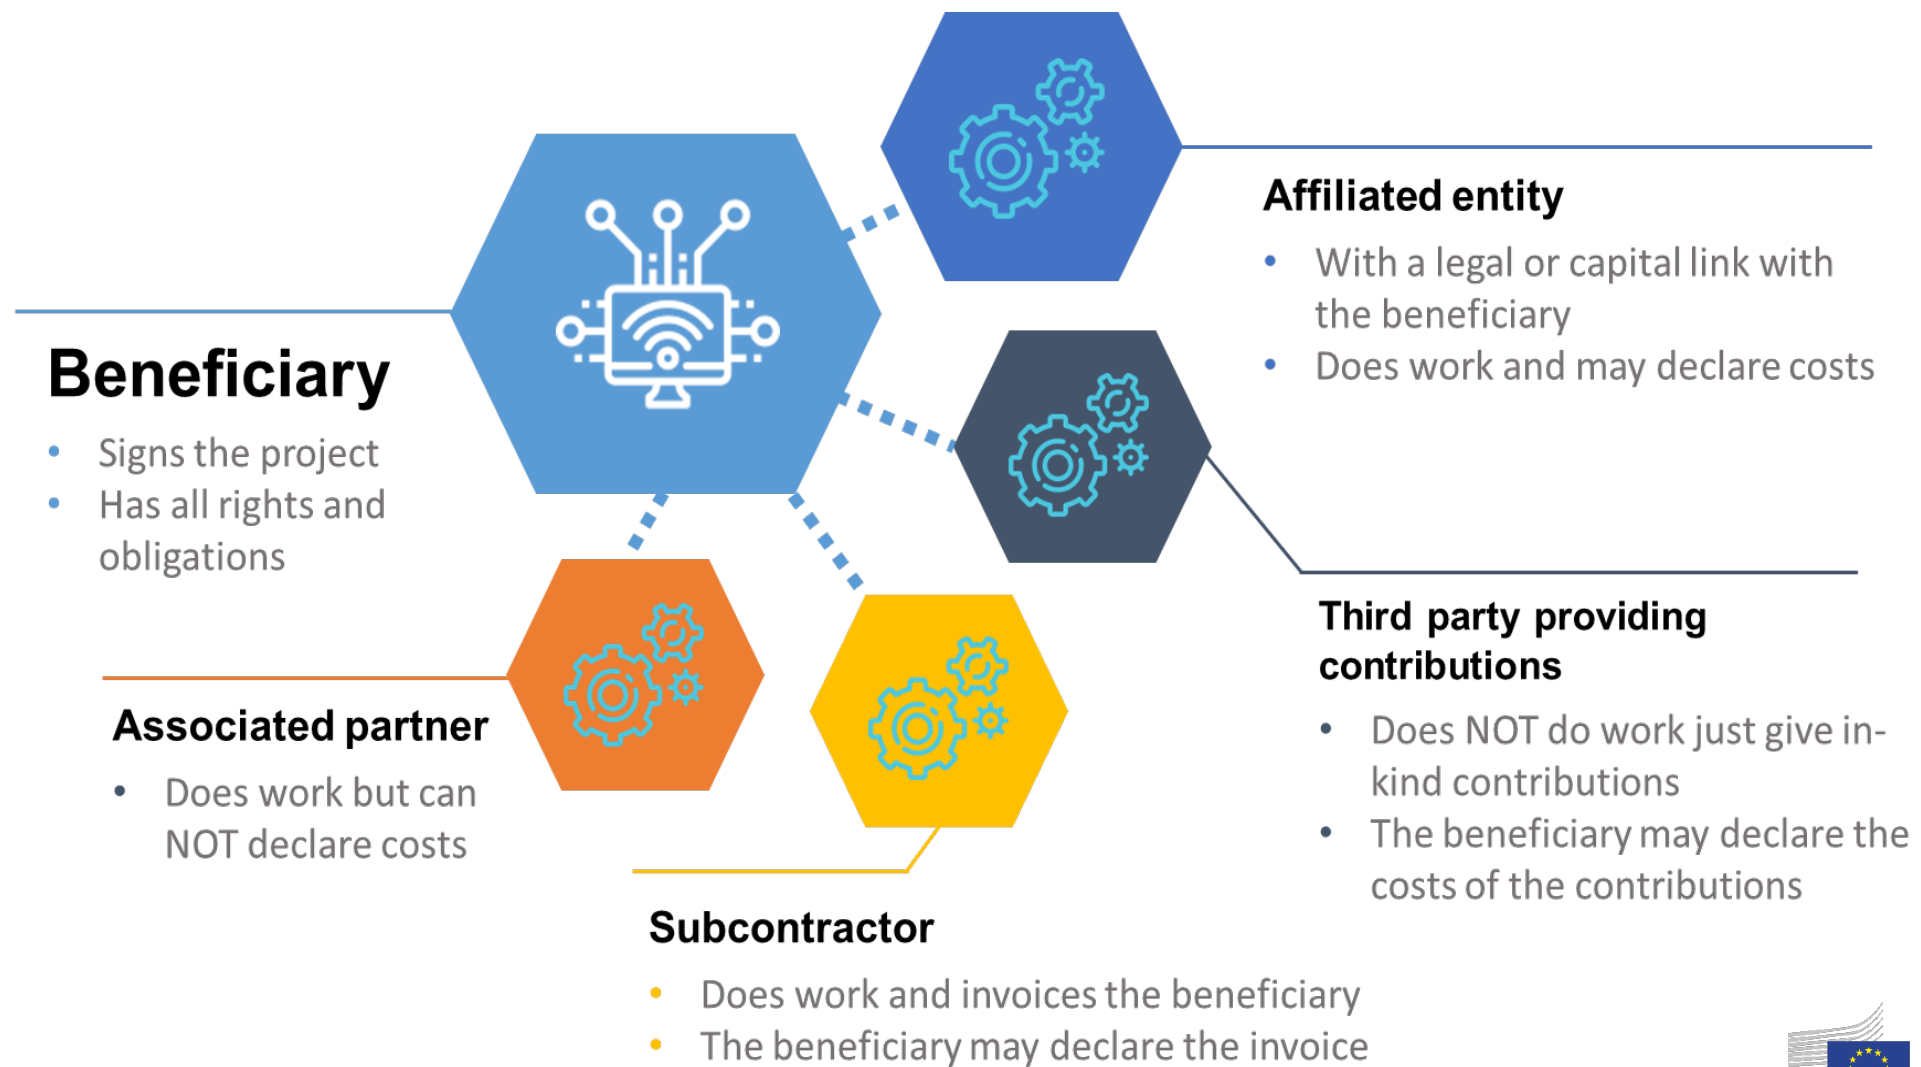 Beneficiary
• Signs the project
• Has all rights and
obligations
Affiliated entity
• With a legal or capital link with
the beneficiary
• Does work and may declare costs
Third party providing
contributions
• Does NOT do work just give in-
kind contributions
• The beneficiary may declare the
costs of the contributions
Associated partner
• Does work but can
NOT declare costs
Subcontractor
• Does work and invoices the beneficiary
• The beneficiary may declare the invoice